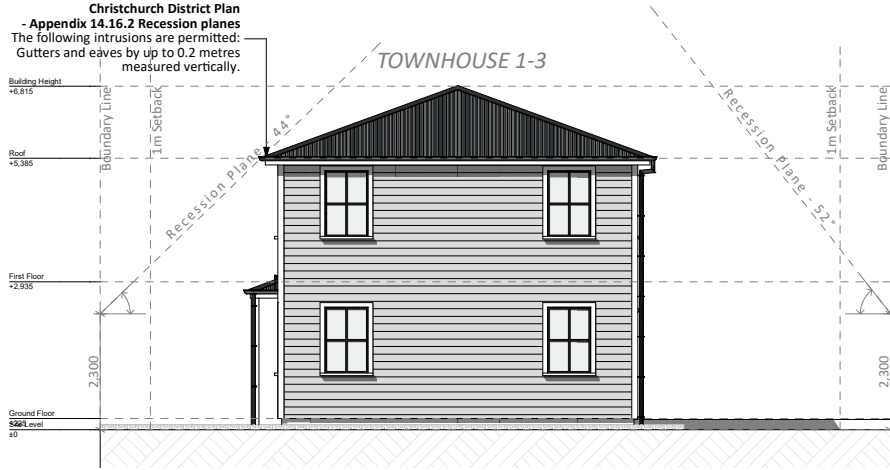 Christchurch District Plan
- Appendix 14.16.2 Recession planes
The following intrusions are permitted:
Gutters and eaves by up to 0.2 metres
measured vertically.
TOWNHOUSE 1-3
Building Height
+6,815
Boundary Line
1m Setback
Recession Plane - 44°
Recession Plane - 52°
1m Setback
Boundary Line
Roof
+5,385
First Floor
+2,935
2,300
2,300
Ground Floor
+225
Site Level
±0